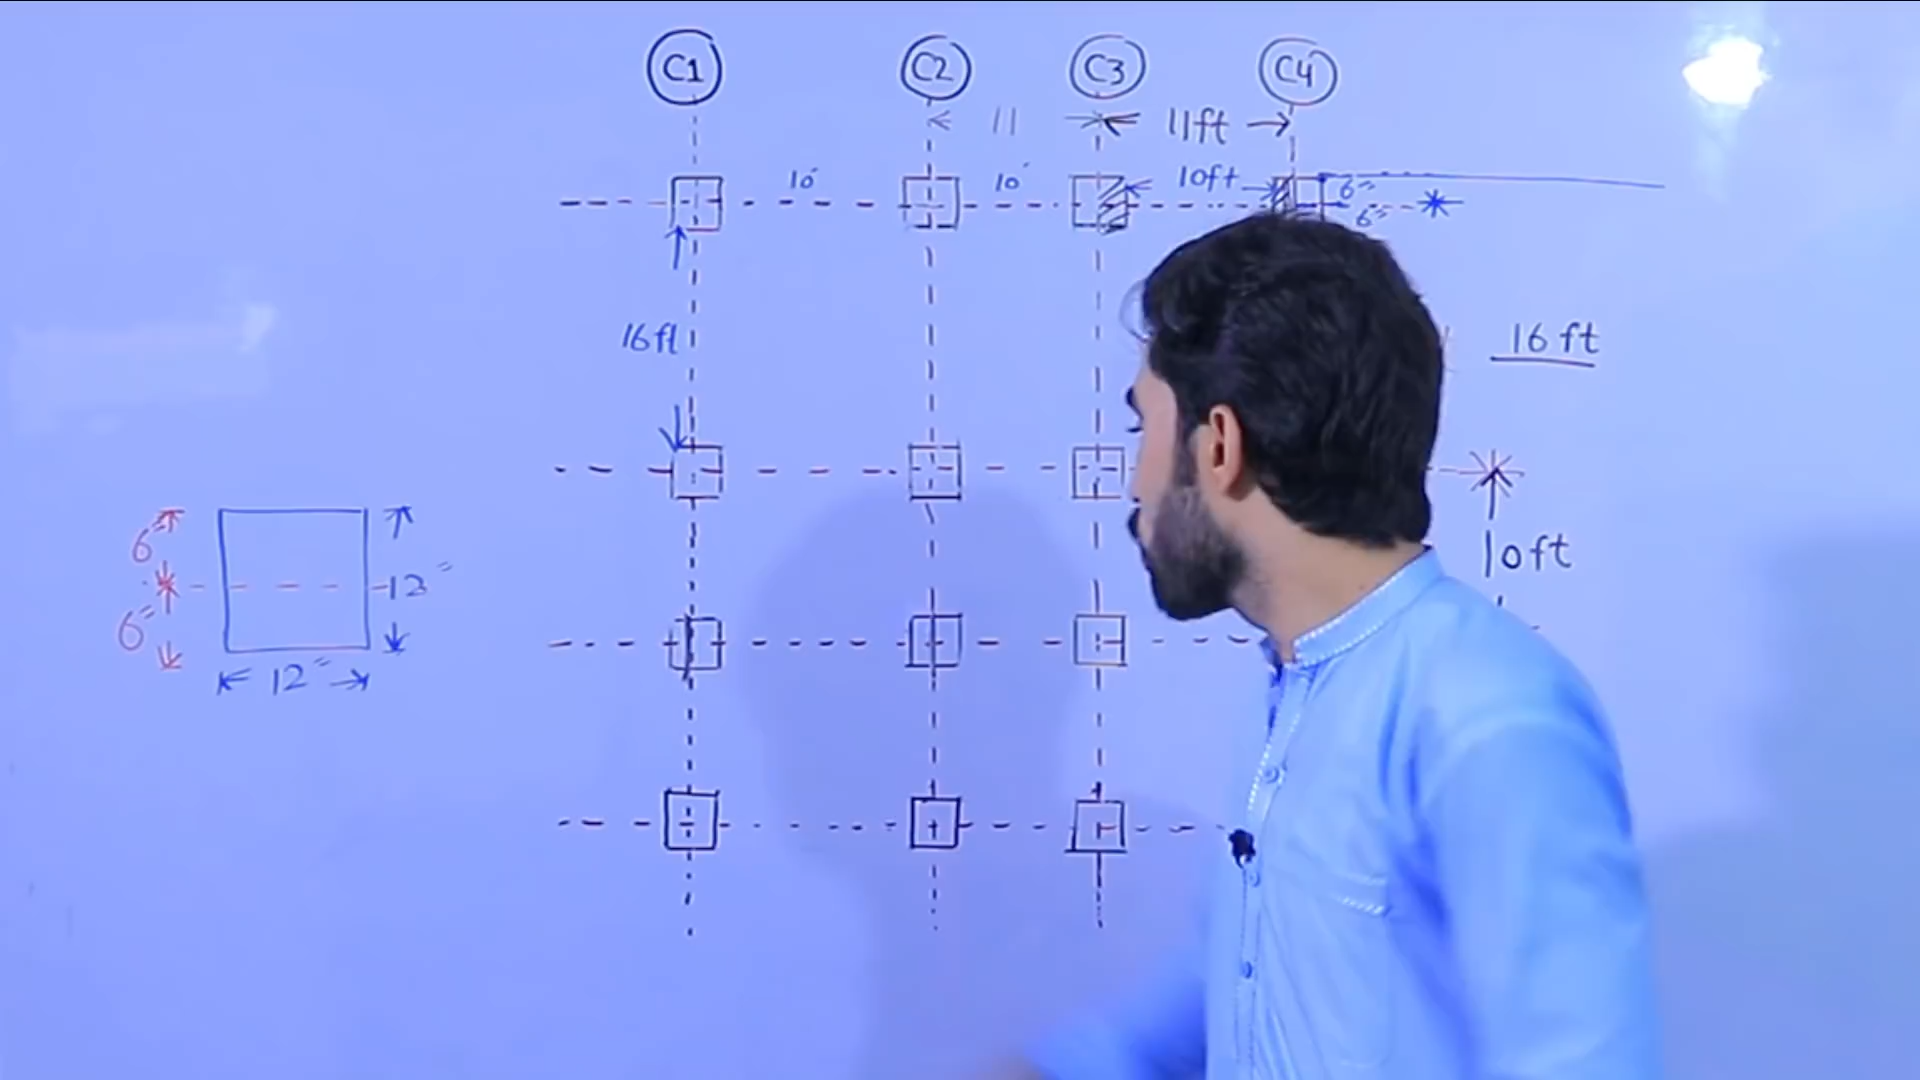 C1 C2 C3 C4
11 11ft
10' 10' 10ft 6"
6"
16ft 16 ft
6" 10ft
12"
6"
12"